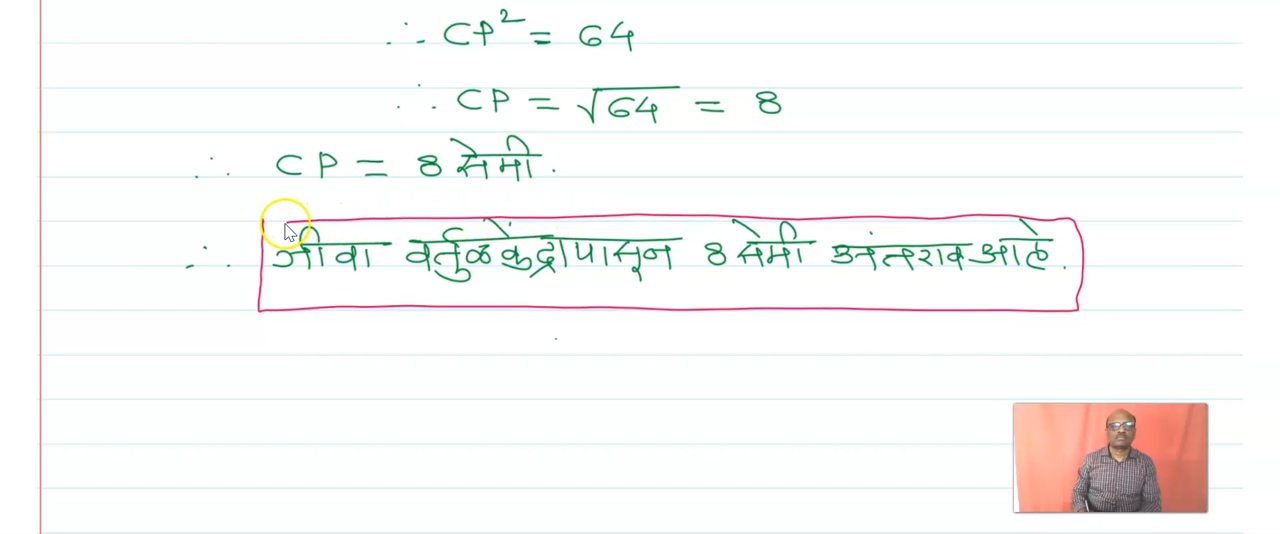 ∴ CP² = 64
∴ CP = √64 = 8
∴ CP = 8 सेमी.
∴ जीवा वर्तुळकेंद्रापासून 8 सेमी अंतरावर आहे.